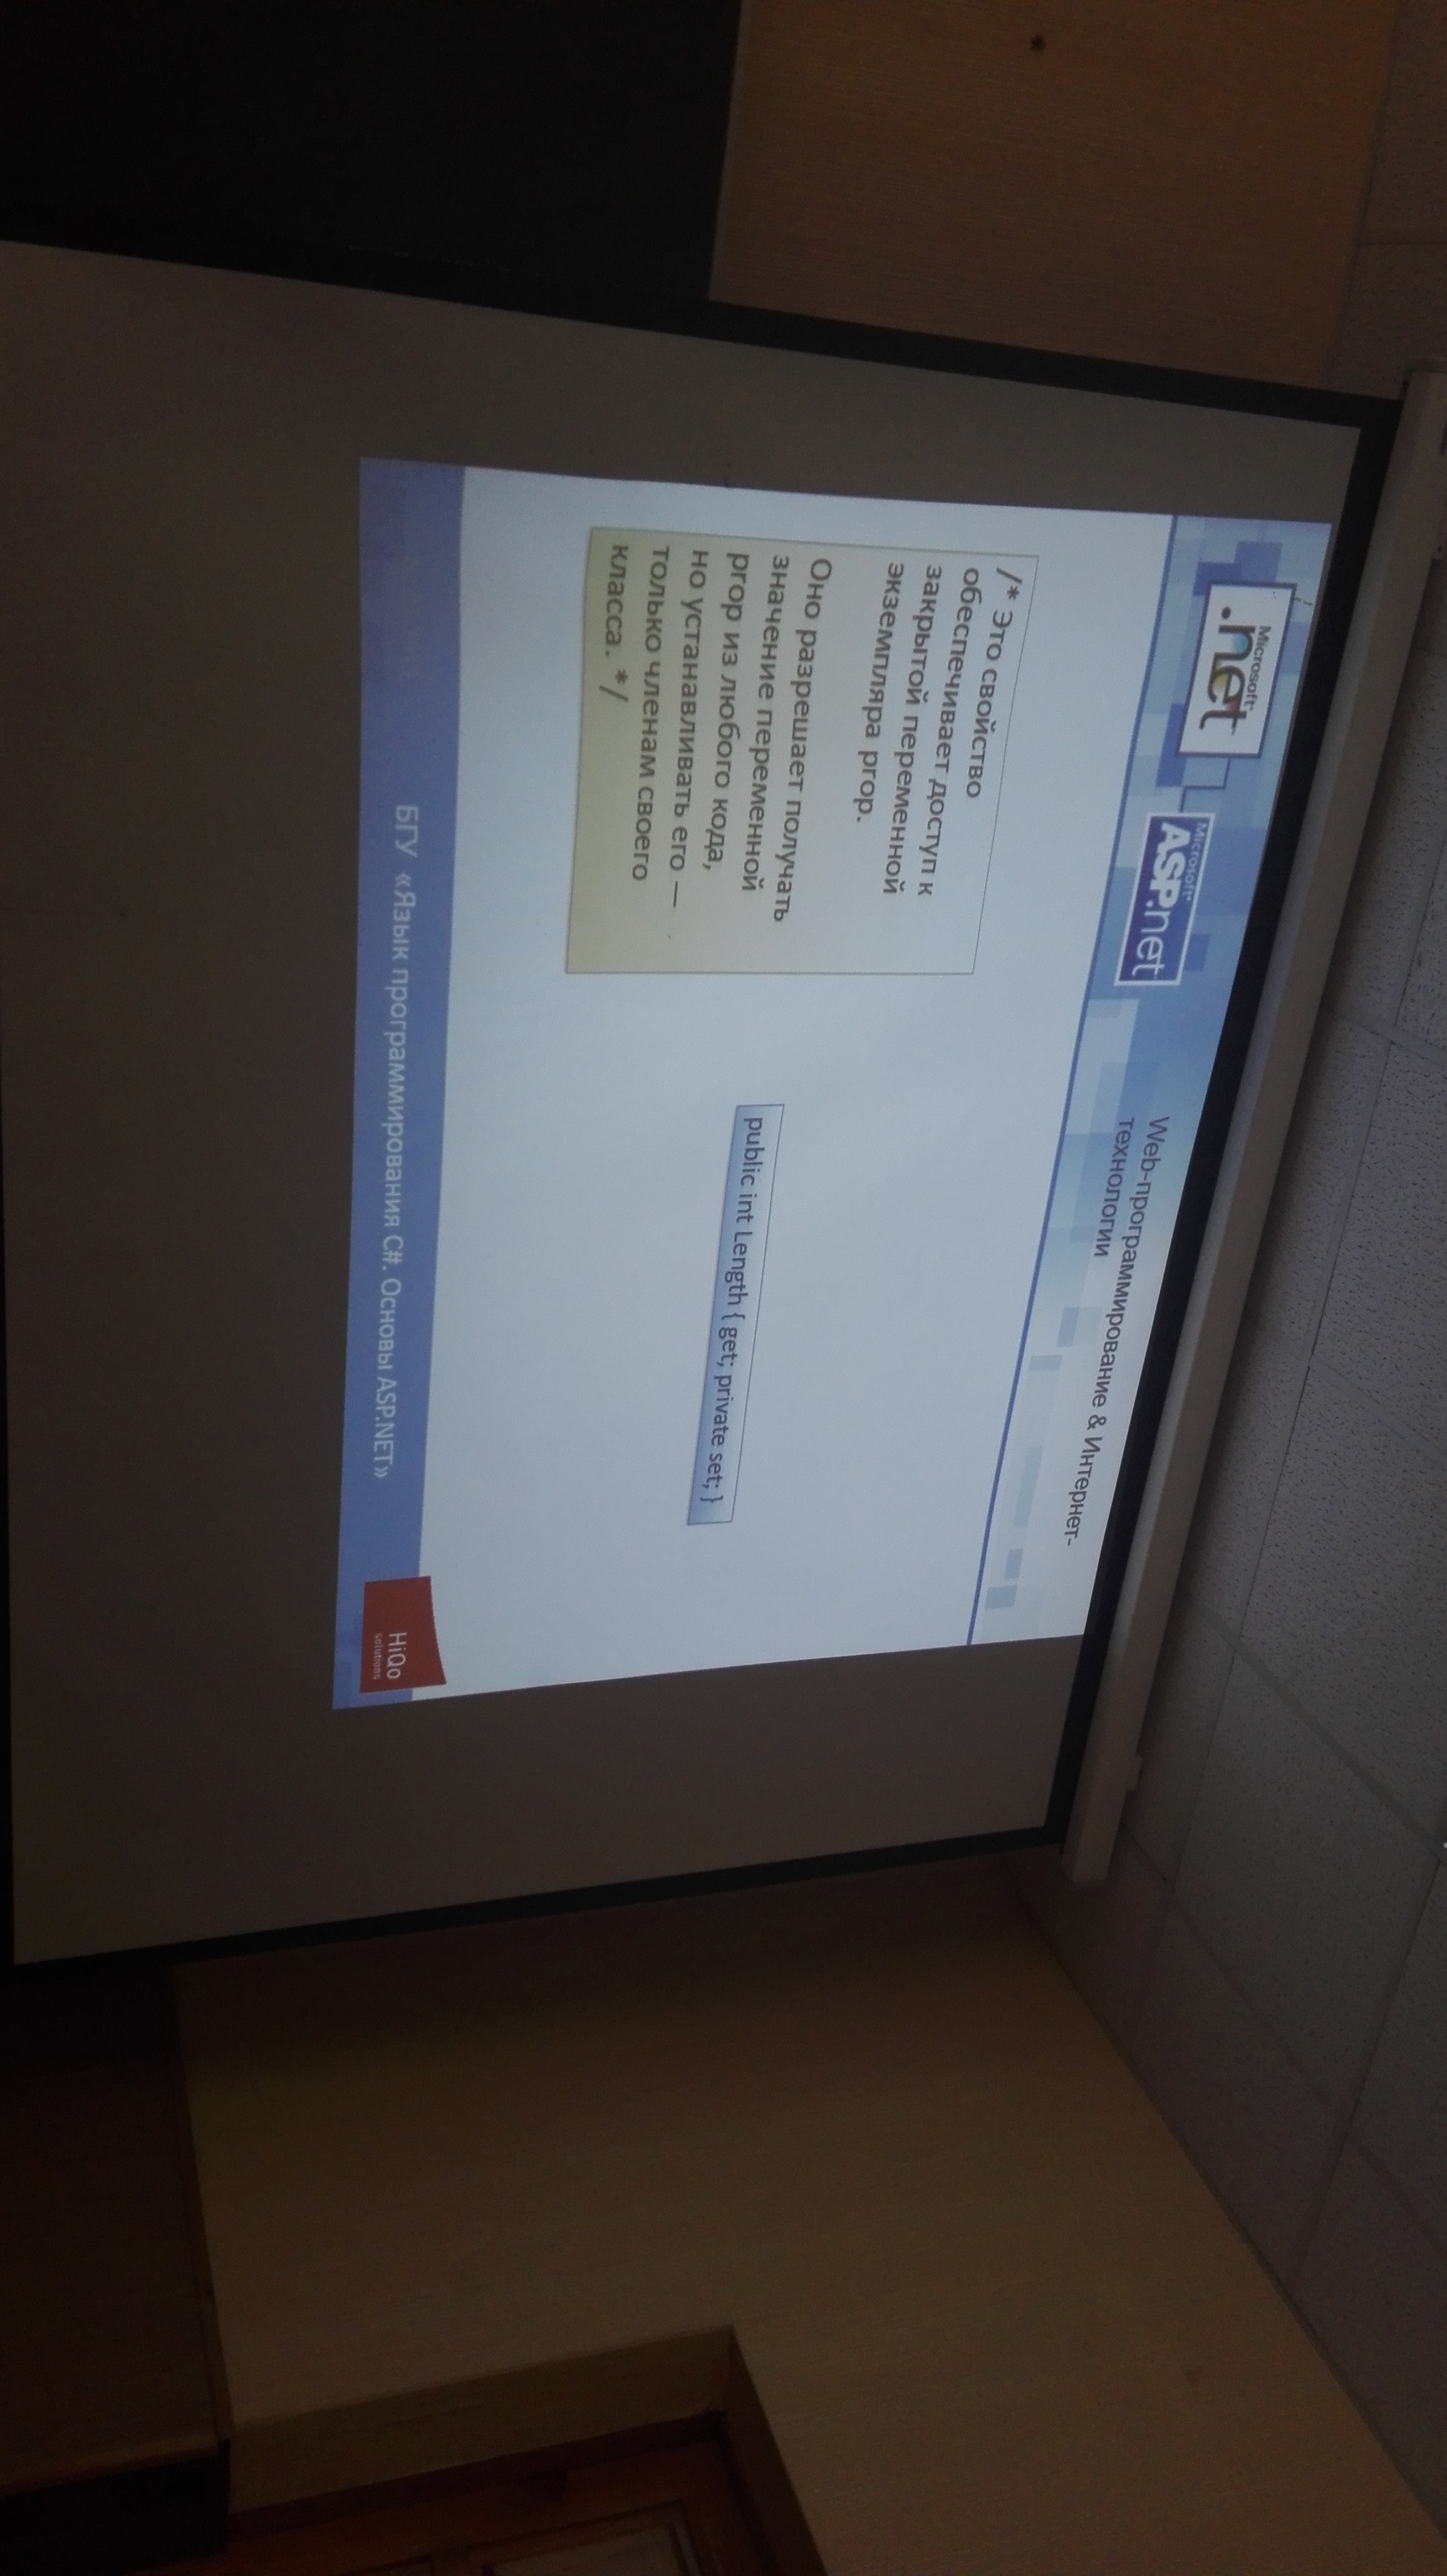 Microsoft
.net
Microsoft
ASP.net
Web-программирование & Интернет-
технологии
/* Это свойство
обеспечивает доступ к
закрытой переменной
экземпляра prop.
Оно разрешает получать
значение переменной
prop из любого кода,
но устанавливать его —
только членам своего
класса. */
public int Length { get; private set; }
БГУ «Язык программирования C#. Основы ASP.NET»
HiQo
solutions